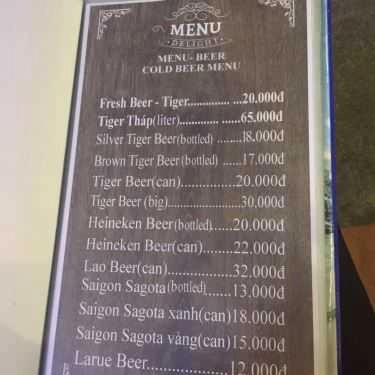 MENU
DELIGHT
MENU- BEER
COLD BEER MENU
Fresh Beer - Tiger............. ...20.000đ
Tiger Tháp(liter)............ .....65.000đ
Silver Tiger Beer(bottled) ......18.000đ
Brown Tiger Beer(bottled) ......17.000đ
Tiger Beer(can)................20.000đ
Tiger Beer(big)....................30.000đ
Heineken Beer(bottled)......20.000đ
Heineken Beer(can).........22.000đ
Lao Beer(can)..................32.000đ
Saigon Sagota(bottled).......13,000đ
Saigon Sagota xanh(can)18.000đ
Saigon Sagota vàng(can)15.000đ
Larue Beer..................12.000đ